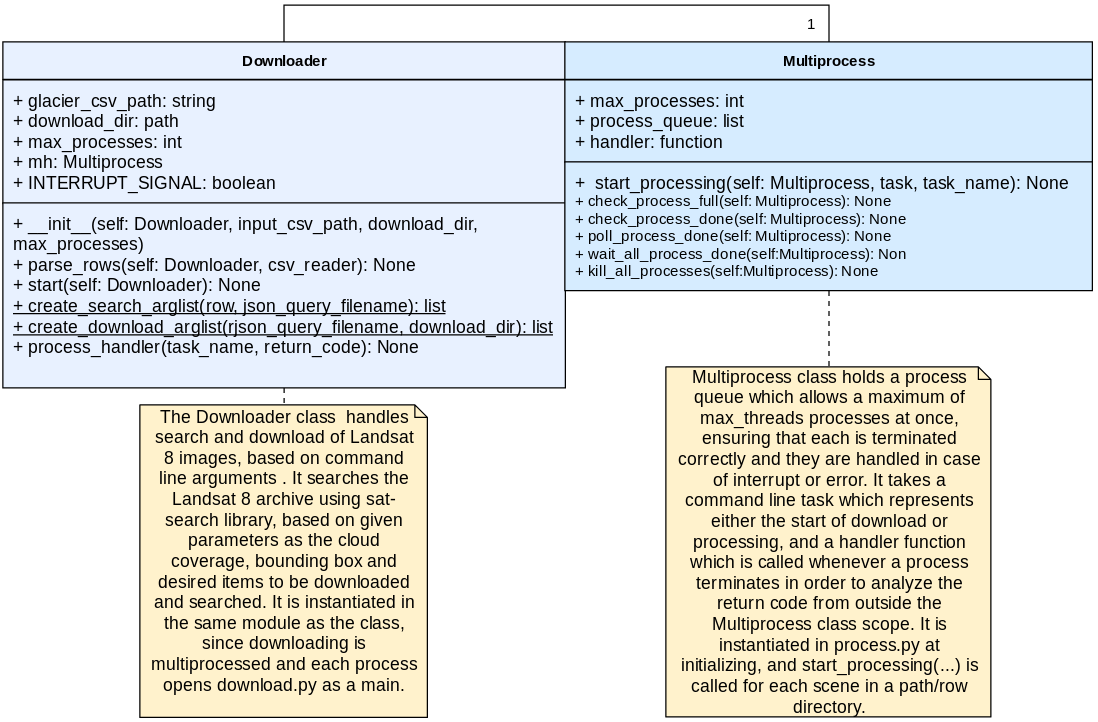 1
Downloader
+ glacier_csv_path: string
+ download_dir: path
+ max_processes: int
+ mh: Multiprocess
+ INTERRUPT_SIGNAL: boolean
+ __init__(self: Downloader, input_csv_path, download_dir,
max_processes)
+ parse_rows(self: Downloader, csv_reader): None
+ start(self: Downloader): None
+ create_search_arglist(row, json_query_filename): list
+ create_download_arglist(rjson_query_filename, download_dir): list
+ process_handler(task_name, return_code): None
Multiprocess
+ max_processes: int
+ process_queue: list
+ handler: function
+  start_processing(self: Multiprocess, task, task_name): None
+ check_process_full(self: Multiprocess): None
+ check_process_done(self: Multiprocess): None
+ poll_process_done(self: Multiprocess): None
+ wait_all_process_done(self:Multiprocess): Non
+ kill_all_processes(self:Multiprocess): None
The Downloader class  handles
search and download of Landsat
8 images, based on command
line arguments . It searches the
Landsat 8 archive using sat-
search library, based on given
parameters as the cloud
coverage, bounding box and
desired items to be downloaded
and searched. It is instantiated in
the same module as the class,
since downloading is
multiprocessed and each process
opens download.py as a main.
Multiprocess class holds a process
queue which allows a maximum of
max_threads processes at once,
ensuring that each is terminated
correctly and they are handled in case
of interrupt or error. It takes a
command line task which represents
either the start of download or
processing, and a handler function
which is called whenever a process
terminates in order to analyze the
return code from outside the
Multiprocess class scope. It is
instantiated in process.py at
initializing, and start_processing(...) is
called for each scene in a path/row
directory.